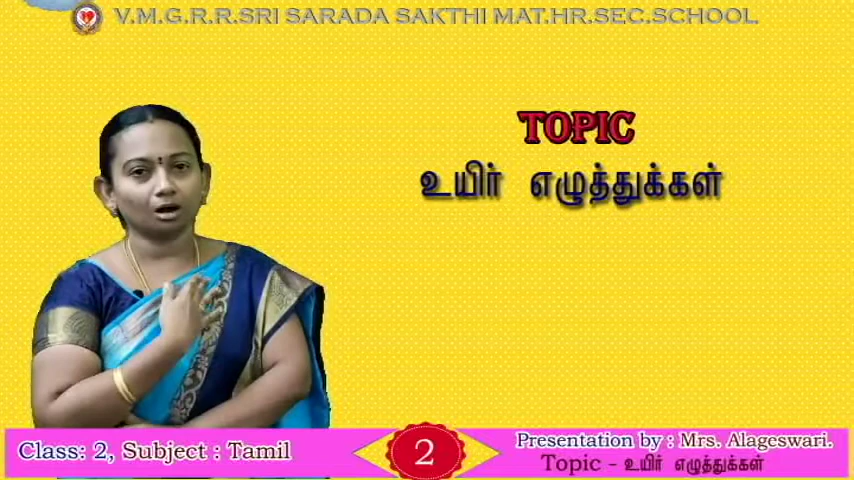 V.M.G.R.R.SRI SARADA SAKTHI MAT.HR.SEC.SCHOOL
TOPIC
உயிர் எழுத்துக்கள்
Class: 2, Subject : Tamil
2
Presentation by : Mrs. Alageswari.
Topic - உயிர் எழுத்துக்கள்